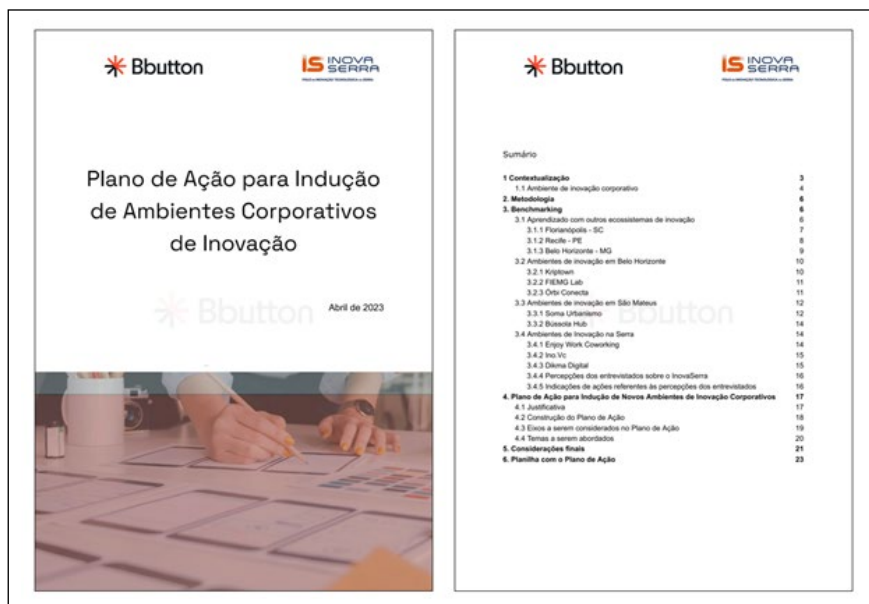 Bbutton
INOVA
SERRA
Plano de Ação para Indução
de Ambientes Corporativos
de Inovação
Bbutton
Abril de 2023
Bbutton
INOVA
SERRA
Sumário
1 Contextualização 3
1.1 Ambiente de inovação corporativo 4
2. Metodologia 6
3. Benchmarking 6
3.1 Aprendizado com outros ecossistemas de inovação 6
3.1.1 Florianópolis - SC 7
3.1.2 Recife - PE 8
3.1.3 Belo Horizonte - MG 9
3.2 Ambientes de inovação em Belo Horizonte 10
3.2.1 Kriptown 10
3.2.2 FIEMG Lab 11
3.2.3 Órbi Conecta 11
3.3 Ambientes de inovação em São Mateus 12
3.3.1 Soma Urbanismo 12
3.3.2 Bússola Hub 14
3.4 Ambientes de Inovação na Serra 14
3.4.1 Enjoy Work Coworking 14
3.4.2 Ino.Vc 15
3.4.3 Dikma Digital 15
3.4.4 Percepções dos entrevistados sobre o InovaSerra 16
3.4.5 Indicações de ações referentes às percepções dos entrevistados 16
4. Plano de Ação para Indução de Novos Ambientes de Inovação Corporativos 17
4.1 Justificativa 17
4.2 Construção do Plano de Ação 18
4.3 Eixos a serem considerados no Plano de Ação 19
4.4 Temas a serem abordados 20
5. Considerações finais 21
6. Planilha com o Plano de Ação 23